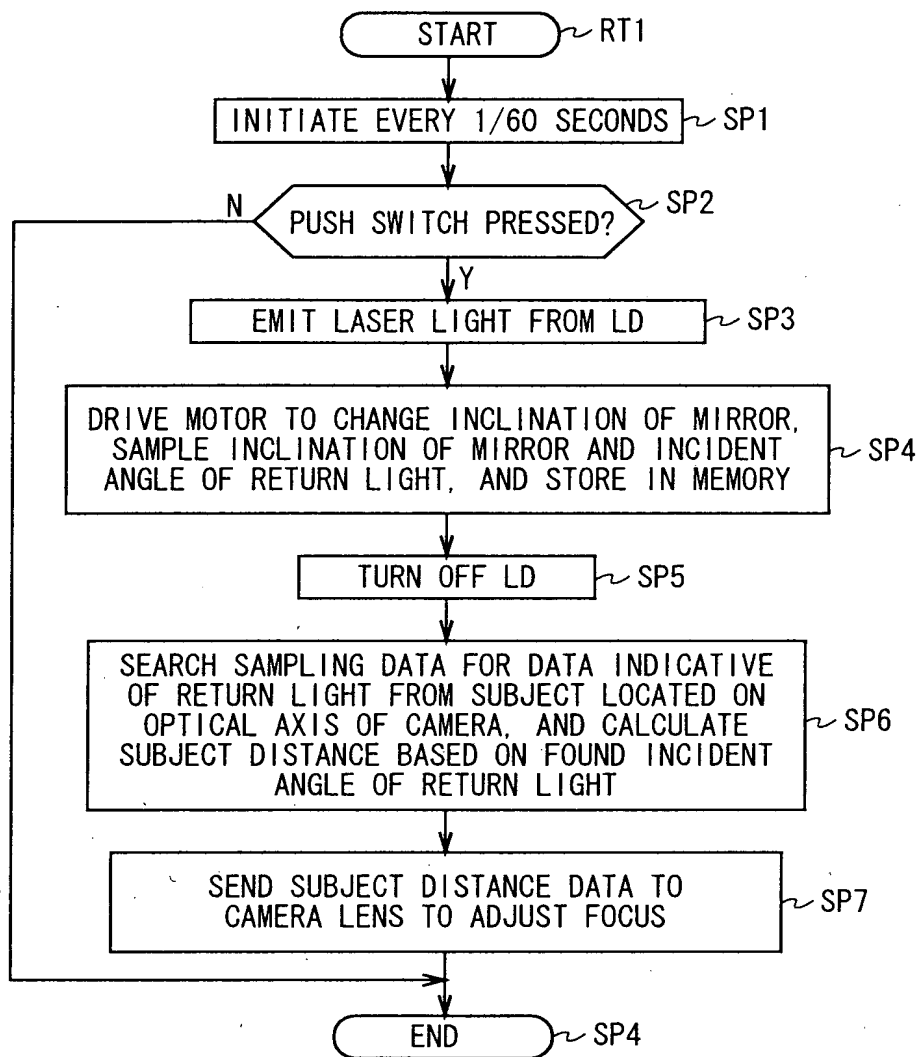 START RT1
INITIATE EVERY 1/60 SECONDS SP1
N PUSH SWITCH PRESSED? SP2
Y
EMIT LASER LIGHT FROM LD SP3
DRIVE MOTOR TO CHANGE INCLINATION OF MIRROR,
SAMPLE INCLINATION OF MIRROR AND INCIDENT
ANGLE OF RETURN LIGHT, AND STORE IN MEMORY
SP4
TURN OFF LD SP5
SEARCH SAMPLING DATA FOR DATA INDICATIVE
OF RETURN LIGHT FROM SUBJECT LOCATED ON
OPTICAL AXIS OF CAMERA, AND CALCULATE
SUBJECT DISTANCE BASED ON FOUND INCIDENT
ANGLE OF RETURN LIGHT
SP6
SEND SUBJECT DISTANCE DATA TO
CAMERA LENS TO ADJUST FOCUS
SP7
END SP4